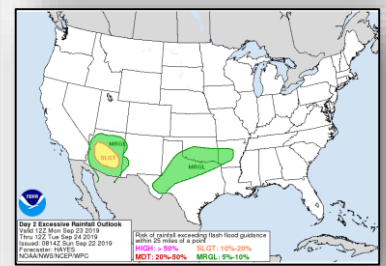 MRGL
SLGT
MRGL
NOAA
Day 2 Excessive Rainfall Outlook
Valid 12Z Mon Sep 23 2019
Thru 12Z Tue Sep 24 2019
Issued: 0814Z Sun Sep 22 2019
Forecaster: HAYES
NOAA/NWS/NCEP/WPC
Risk of rainfall exceeding flash flood guidance
within 25 miles of a point
HIGH: > 50% SLGT: 10%-20%
MDT: 20%-50% MRGL: 5%-10%